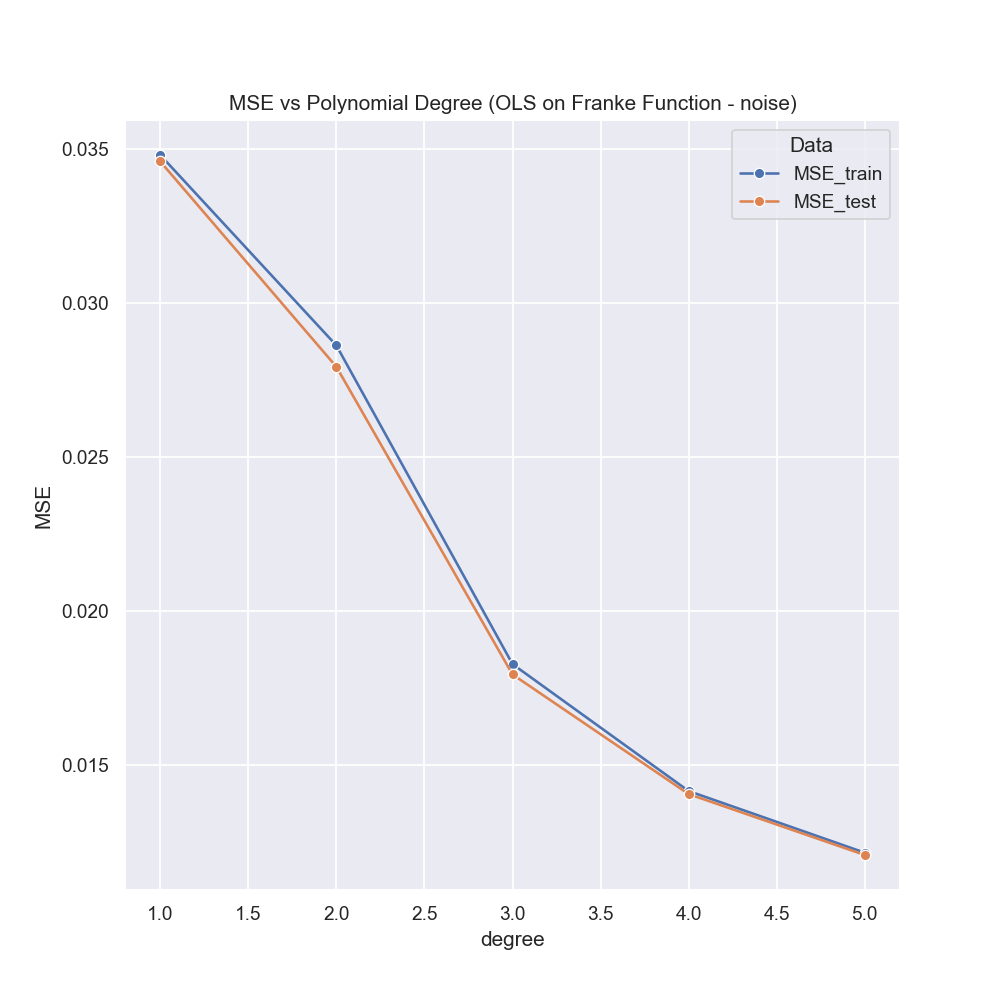 MSE vs Polynomial Degree (OLS on Franke Function - noise)
Data
MSE_train
MSE_test
0.035
0.030
0.025
0.020
0.015
MSE
1.0 1.5 2.0 2.5 3.0 3.5 4.0 4.5 5.0
degree